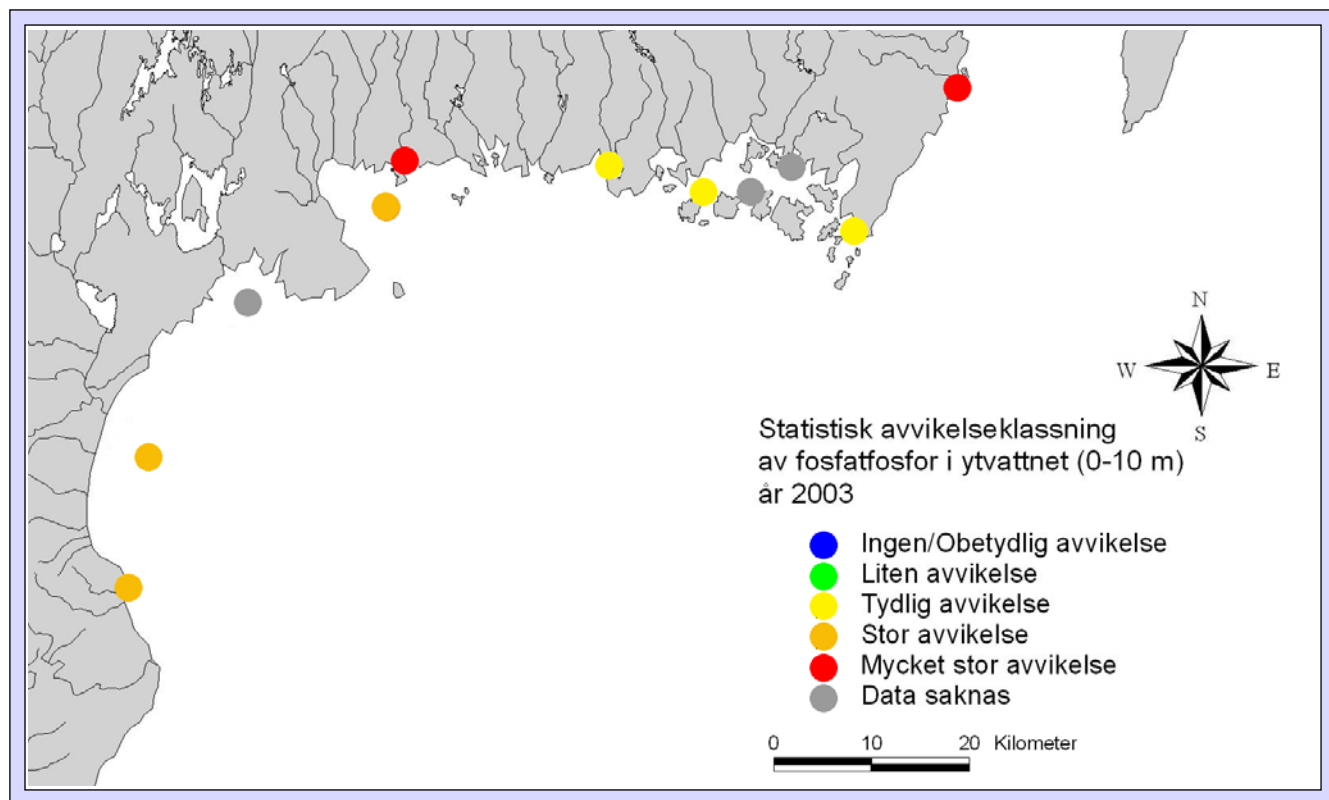 N
W E
S
Statistisk avvikelseklassning
av fosfatfosfor i ytvattnet (0-10 m)
år 2003
Ingen/Obetydlig avvikelse
Liten avvikelse
Tydlig avvikelse
Stor avvikelse
Mycket stor avvikelse
Data saknas
0 10 20 Kilometer